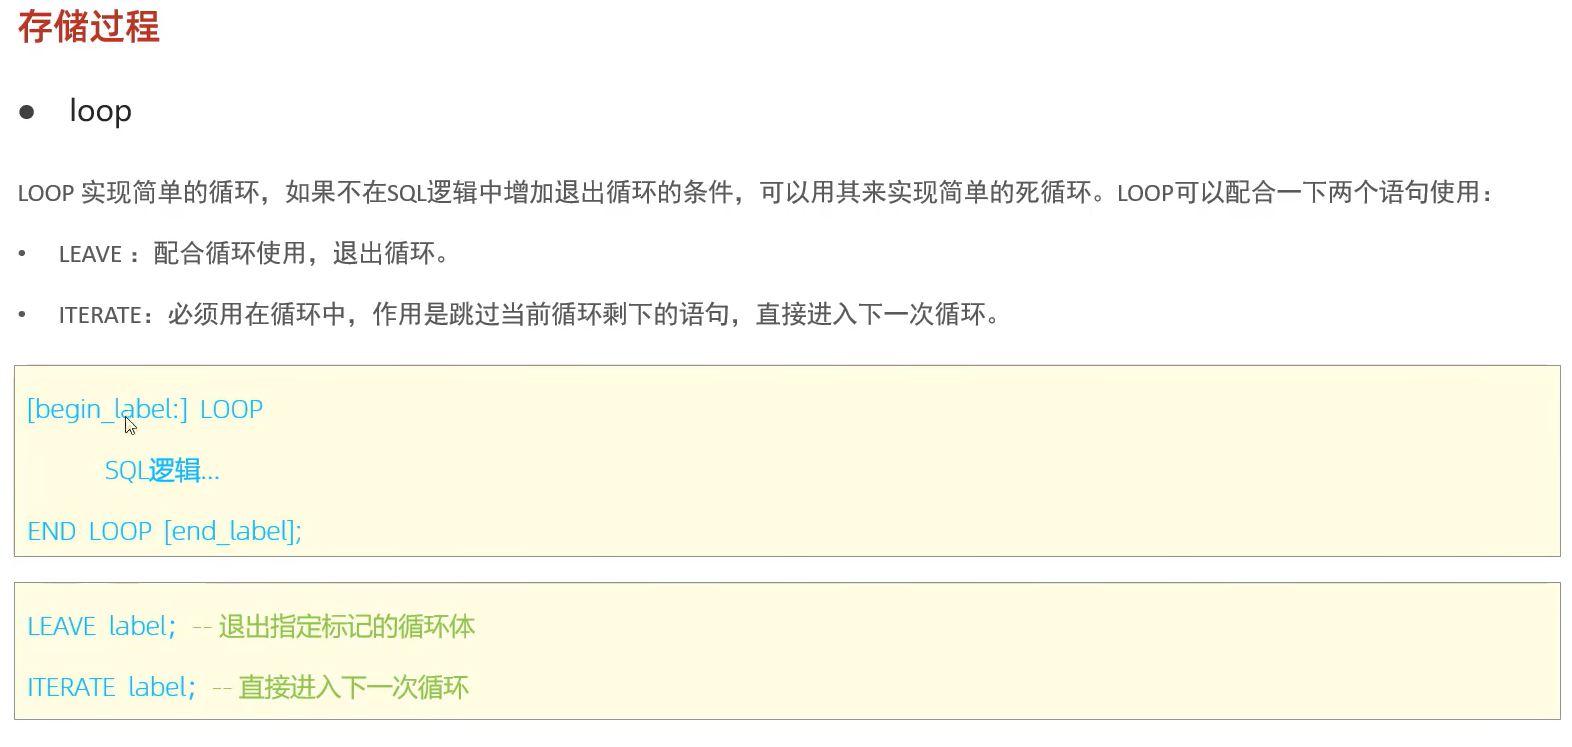 存储过程
● loop
LOOP 实现简单的循环，如果不在SQL逻辑中增加退出循环的条件，可以用其来实现简单的死循环。LOOP可以配合一下两个语句使用：
• LEAVE ：配合循环使用，退出循环。
• ITERATE：必须用在循环中，作用是跳过当前循环剩下的语句，直接进入下一次循环。
[begin_label:] LOOP
SQL逻辑...
END LOOP [end_label];
LEAVE label; -- 退出指定标记的循环体
ITERATE label; -- 直接进入下一次循环